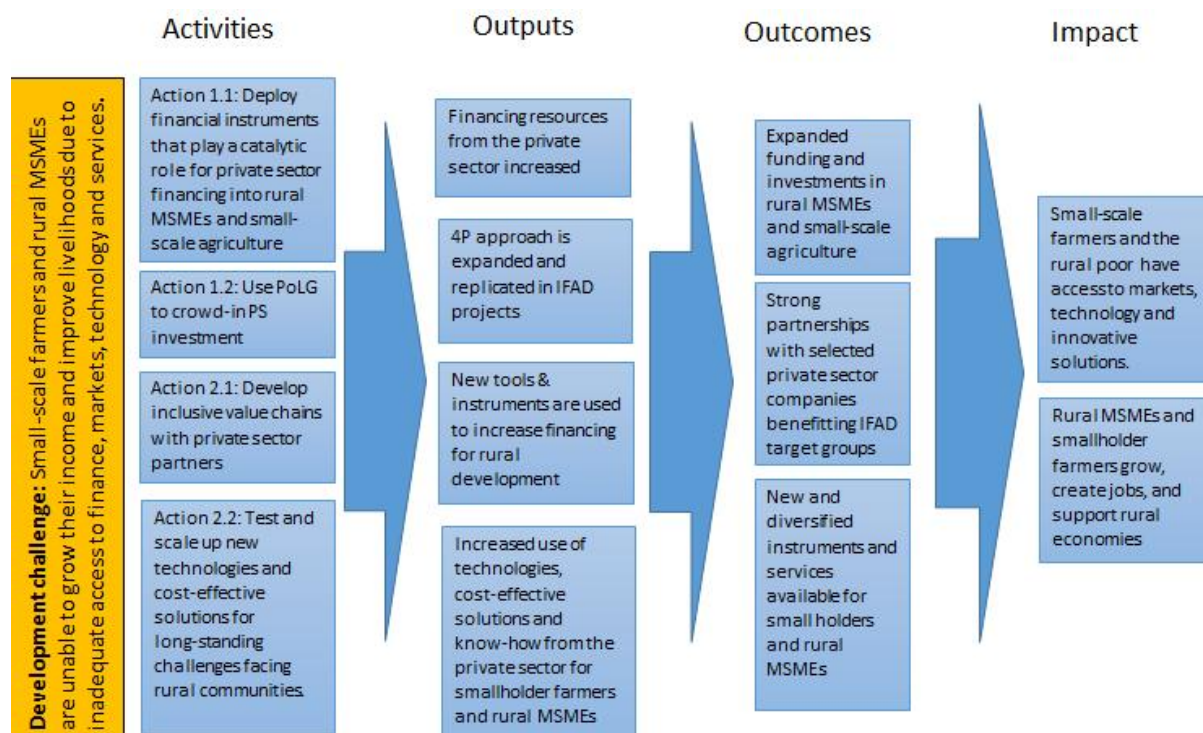 Activities
Outputs
Outcomes
Impact
Development challenge: Small-scale farmers and rural MSMEs
are unable to grow their income and improve livelihoods due to
inadequate access to finance, markets, technology and services.
Action 1.1: Deploy
financial instruments
that play a catalytic
role for private sector
financing into rural
MSMEs and small-
scale agriculture
Action 1.2: Use PoLG
to crowd-in PS
investment
Action 2.1: Develop
inclusive value chains
with private sector
partners
Action 2.2: Test and
scale up new
technologies and
cost-effective
solutions for
long-standing
challenges facing
rural communities.
Financing resources
from the private
sector increased
4P approach is
expanded and
replicated in IFAD
projects
New tools &
instruments are used
to increase financing
for rural
development
Increased use of
technologies,
cost-effective
solutions and
know-how from the
private sector for
smallholder farmers
and rural MSMEs
Expanded
funding and
investments in
rural MSMEs
and small-scale
agriculture
Strong
partnerships
with selected
private sector
companies
benefitting IFAD
target groups
New and
diversified
instruments and
services
available for
small holders
and rural
MSMEs
Small-scale
farmers and the
rural poor have
access to markets,
technology and
innovative
solutions.
Rural MSMEs and
smallholder
farmers grow,
create jobs, and
support rural
economies